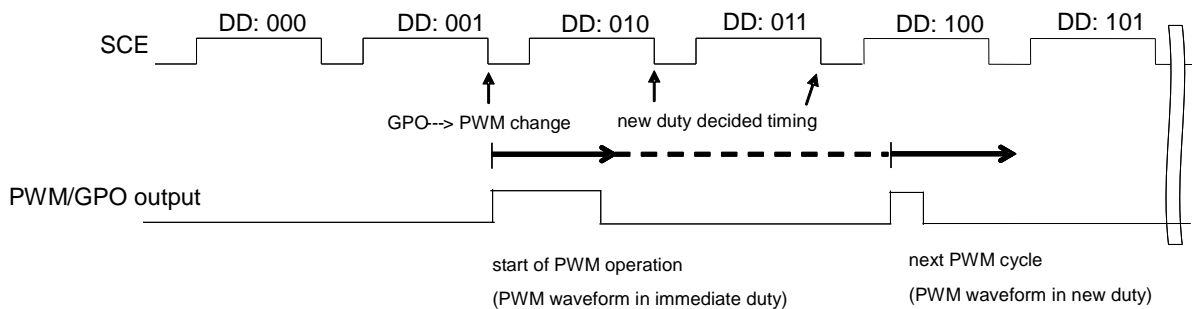 DD: 000 DD: 001 DD: 010 DD: 011 DD: 100 DD: 101
SCE
GPO---> PWM change new duty decided timing
PWM/GPO output
start of PWM operation
(PWM waveform in immediate duty)
next PWM cycle
(PWM waveform in new duty)